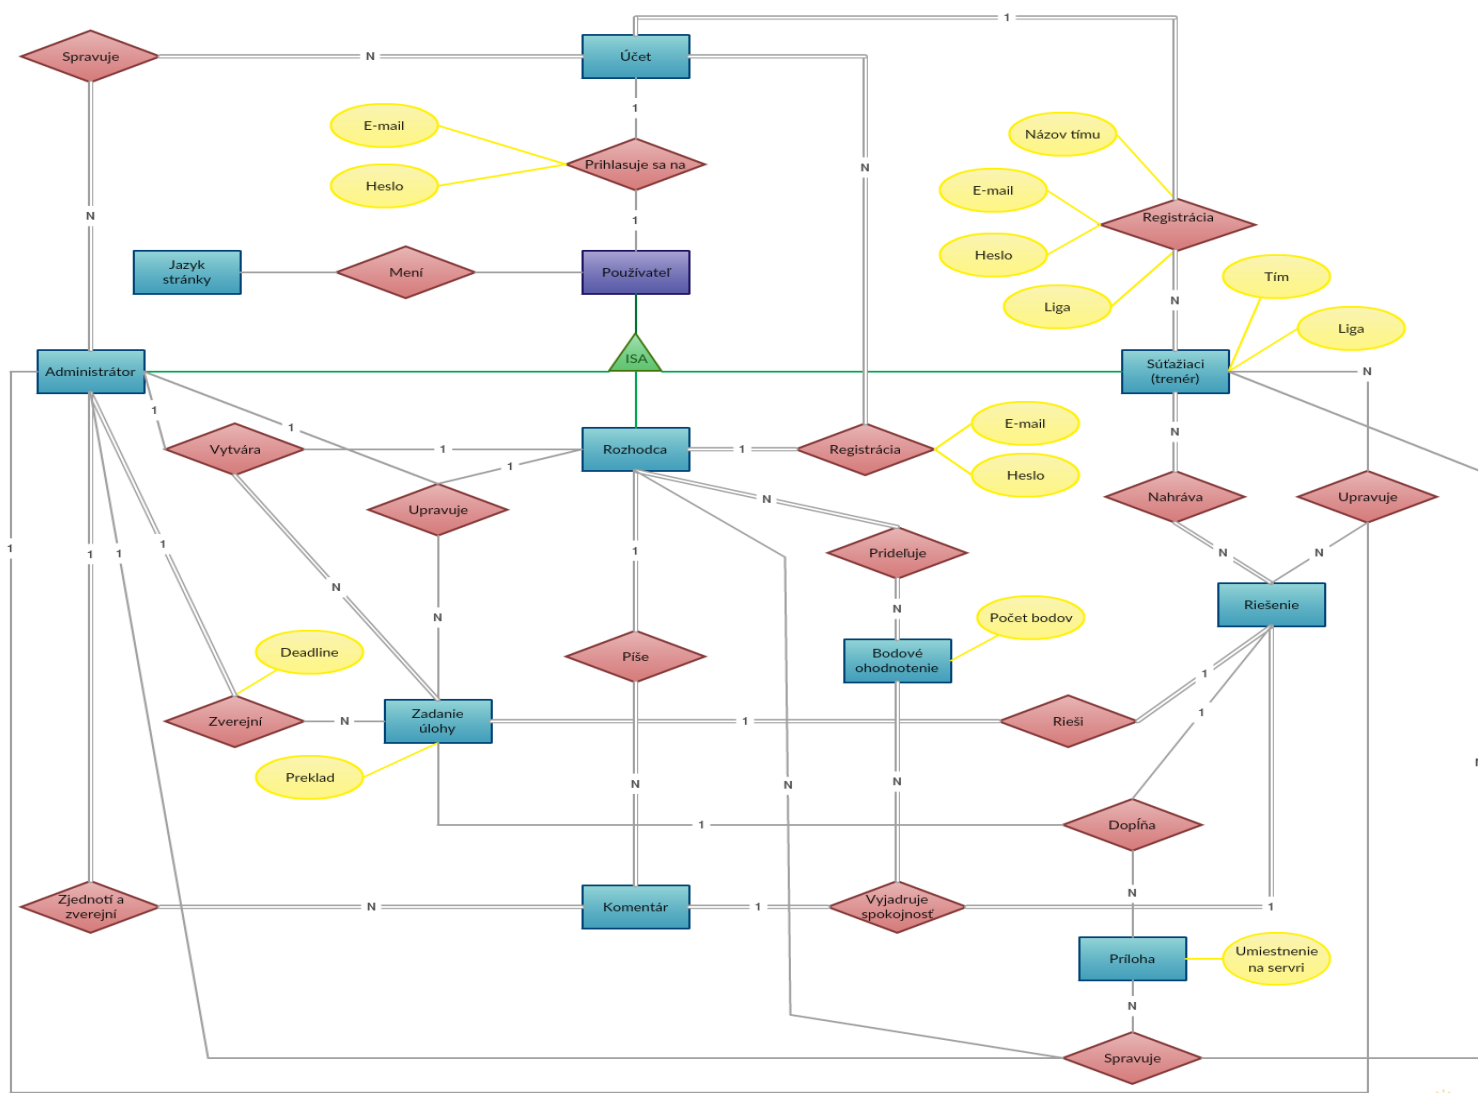 1
Spravuje
N
Účet
E-mail
1
Názov tímu
Prihlasuje sa na
N
Heslo
E-mail
N
1
Registrácia
Jazyk
stránky
Mení
Používateľ
Heslo
Tím
Liga
N
Liga
ISA
Administrátor
Súťažiaci
(trenér)
N
1
1
E-mail
N
Vytvára
1
Rozhodca
1
Registrácia
1
Heslo
N
Nahráva
Upravuje
Upravuje
1
1
1
1
1
Prideľuje
N
N
N
N
N
Riešenie
Počet bodov
Deadline
Píše
Bodové
ohodnotenie
1
Zverejní
N
Zadanie
úlohy
1
Rieši
1
Preklad
N
N
N
N
1
Dopĺňa
N
Zjednotí a
zverejní
N
Komentár
1
Vyjadruje
spokojnosť
1
Príloha
Umiestnenie
na servri
N
Spravuje